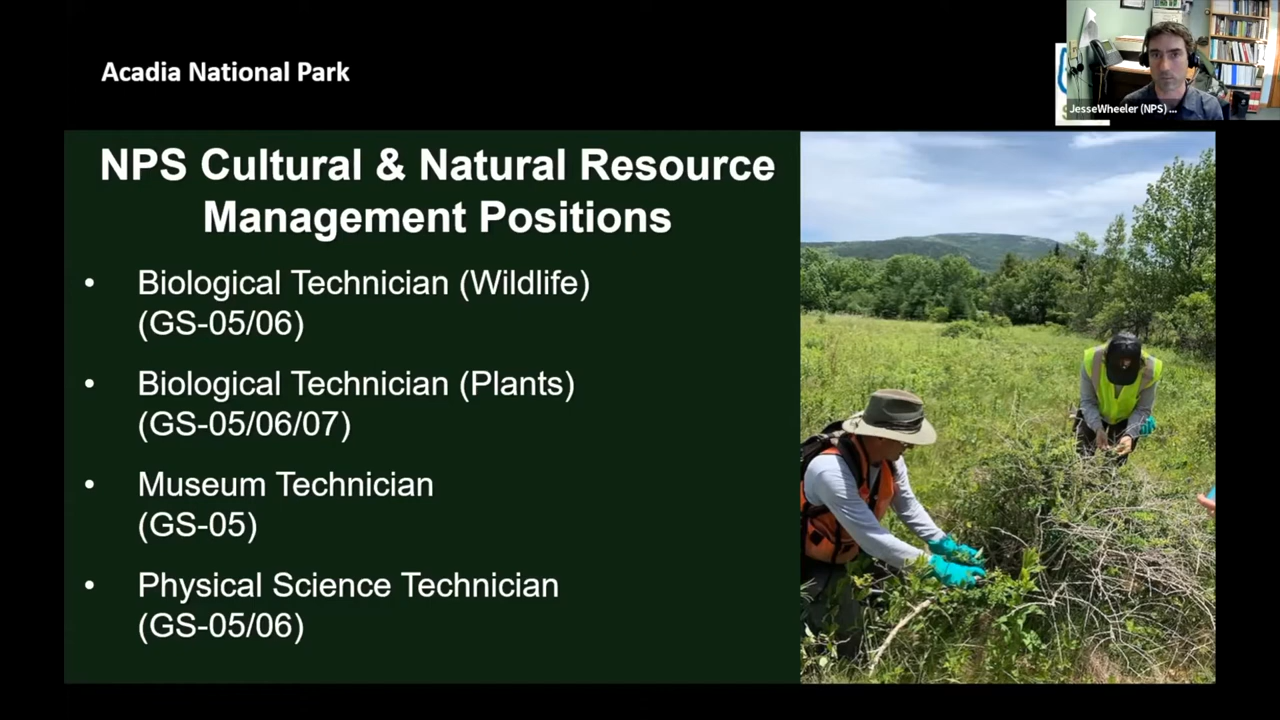 Acadia National Park
JesseWheeler (NPS) ...
NPS Cultural & Natural Resource
Management Positions
• Biological Technician (Wildlife)
(GS-05/06)
• Biological Technician (Plants)
(GS-05/06/07)
• Museum Technician
(GS-05)
• Physical Science Technician
(GS-05/06)